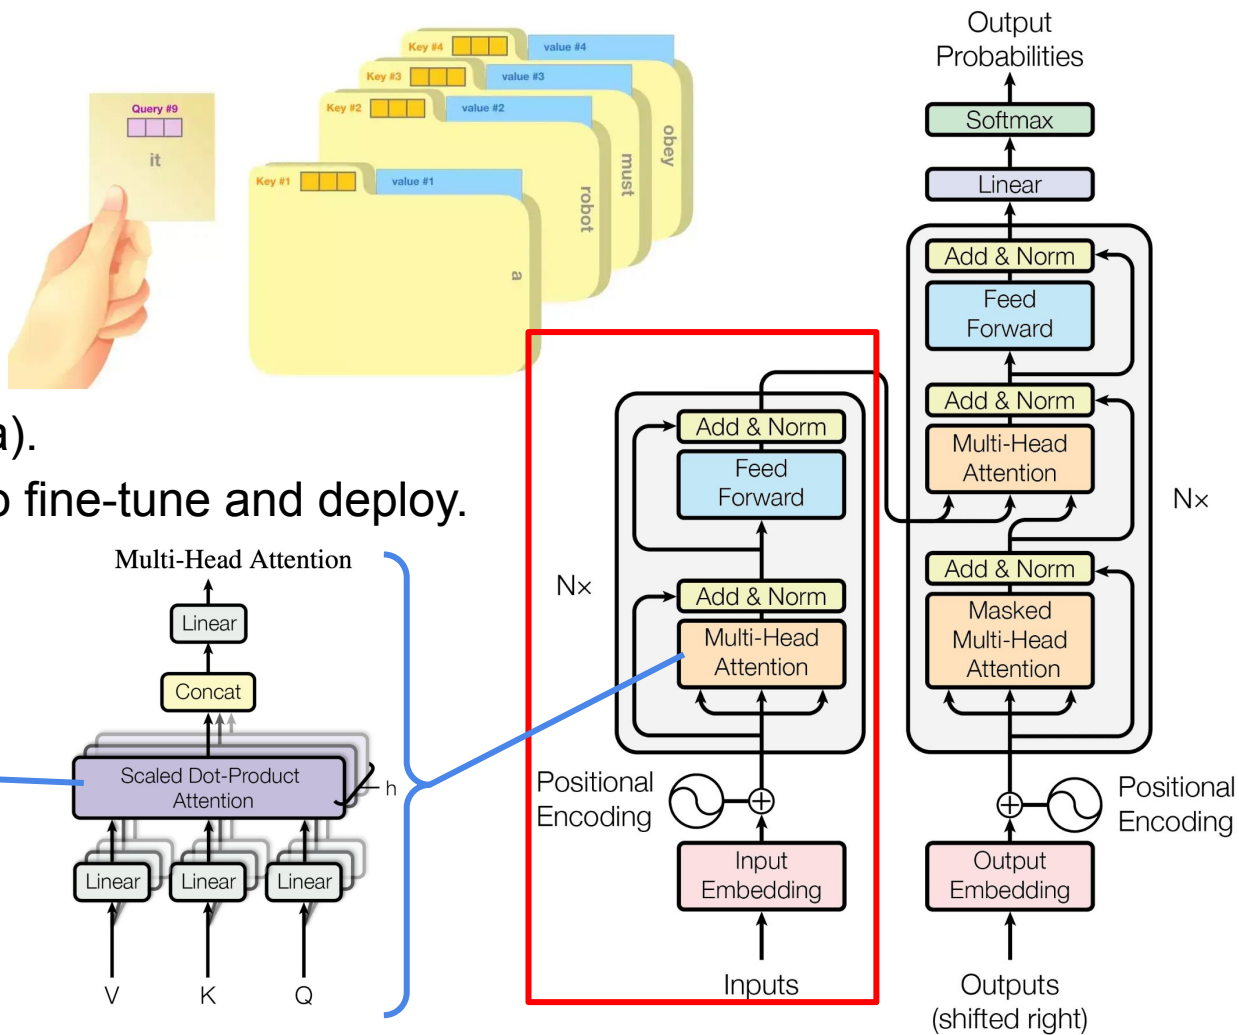 Query #9
it
Key #4
value #4
Key #3
value #3
Key #2
value #2
Key #1
value #1
obey
must
robot
a
a).
o fine-tune and deploy.
Multi-Head Attention
Linear
Concat
Scaled Dot-Product
Attention
h
Linear
Linear
Linear
V
K
Q
Add & Norm
Feed
Forward
Nx
Add & Norm
Multi-Head
Attention
Positional
Encoding
Input
Embedding
Inputs
Output
Probabilities
Softmax
Linear
Add & Norm
Feed
Forward
Add & Norm
Multi-Head
Attention
Nx
Add & Norm
Masked
Multi-Head
Attention
Positional
Encoding
Output
Embedding
Outputs
(shifted right)